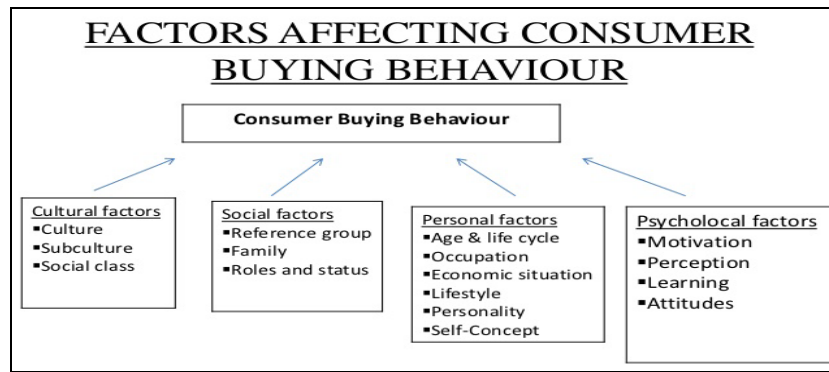 FACTORS AFFECTING CONSUMER
BUYING BEHAVIOUR
Consumer Buying Behaviour
Cultural factors
▪Culture
▪Subculture
▪Social class
Social factors
▪Reference group
▪Family
▪Roles and status
Personal factors
▪Age & life cycle
▪Occupation
▪Economic situation
▪Lifestyle
▪Personality
▪Self-Concept
Psycholocal factors
▪Motivation
▪Perception
▪Learning
▪Attitudes